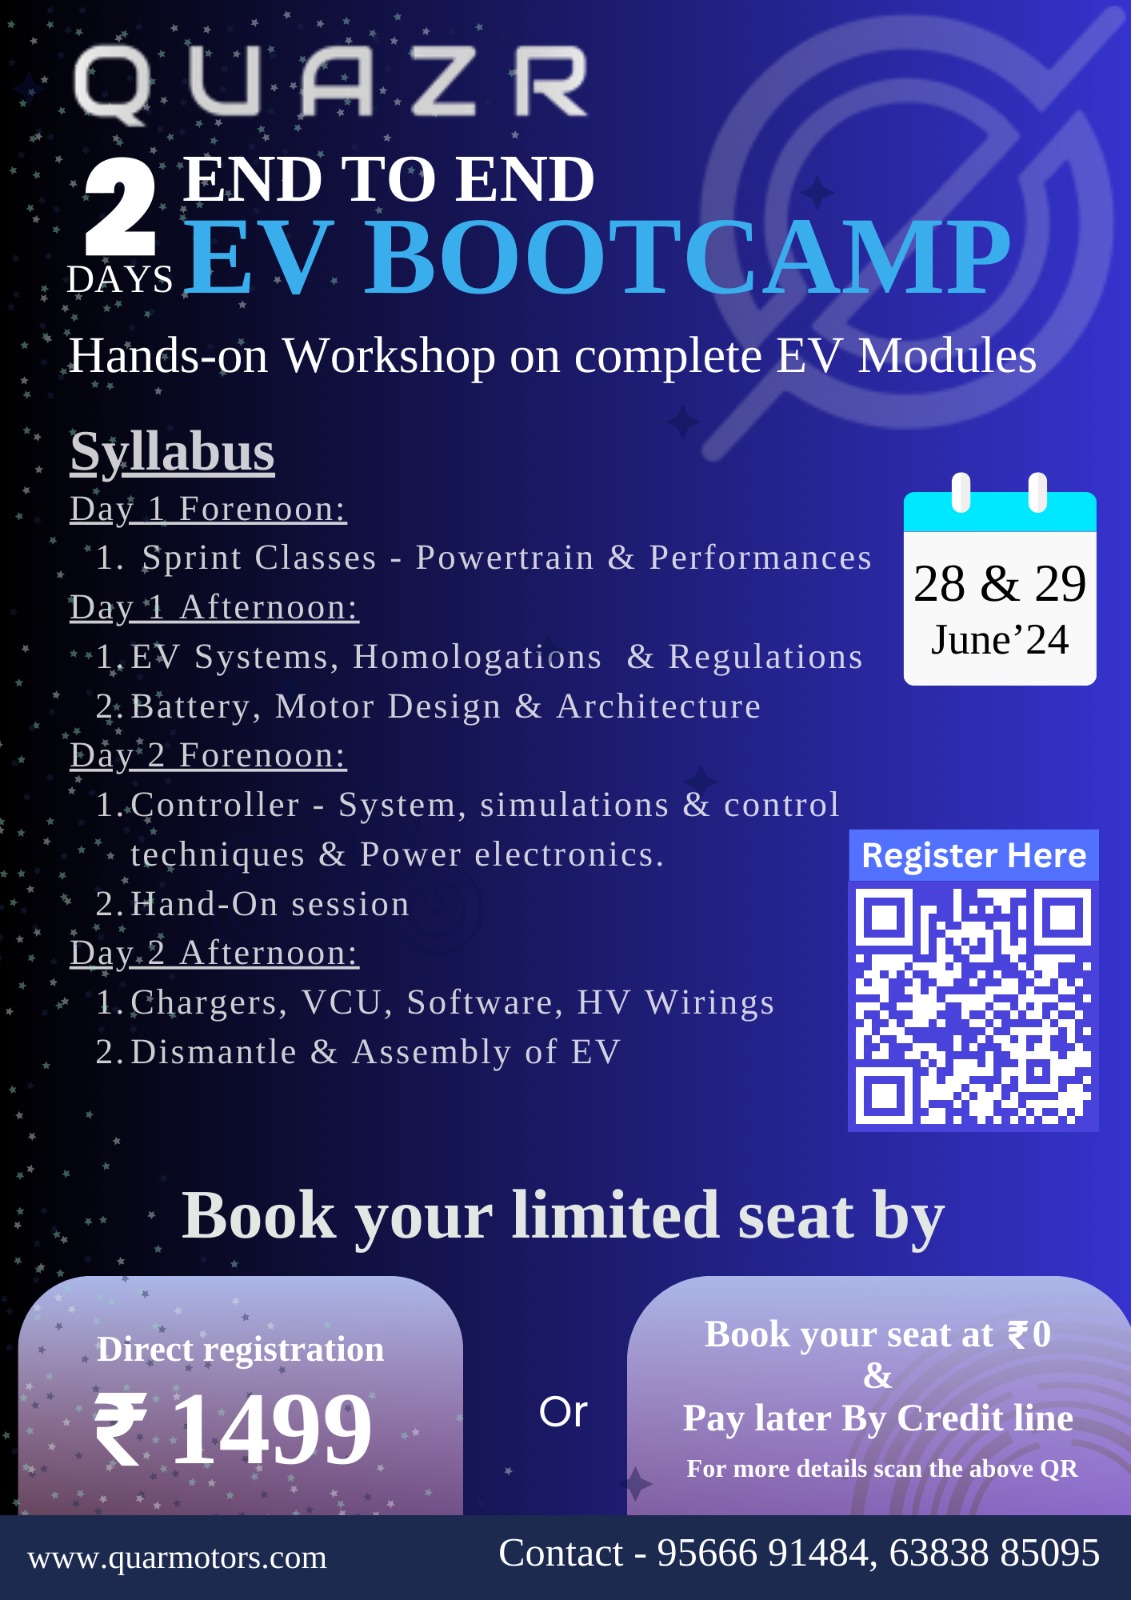 QUAZR
2
DAYS
END TO END
EV BOOTCAMP
Hands-on Workshop on complete EV Modules
Syllabus
Day 1 Forenoon:
1. Sprint Classes - Powertrain & Performances
Day 1 Afternoon:
1. EV Systems, Homologations & Regulations
2. Battery, Motor Design & Architecture
Day 2 Forenoon:
1. Controller - System, simulations & control
techniques & Power electronics.
2. Hand-On session
Day 2 Afternoon:
1. Chargers, VCU, Software, HV Wirings
2. Dismantle & Assembly of EV
28 & 29
June’24
Register Here
Book your limited seat by
Direct registration
₹ 1499
Or
Book your seat at ₹0
&
Pay later By Credit line
For more details scan the above QR
www.quarmotors.com
Contact - 95666 91484, 63838 85095